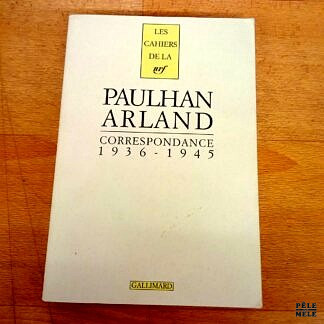 LES
CAHIERS
DE LA
nrf
PAULHAN
ARLAND
CORRESPONDANCE
1936-1945
GALLIMARD
PÊLE
MÊLE